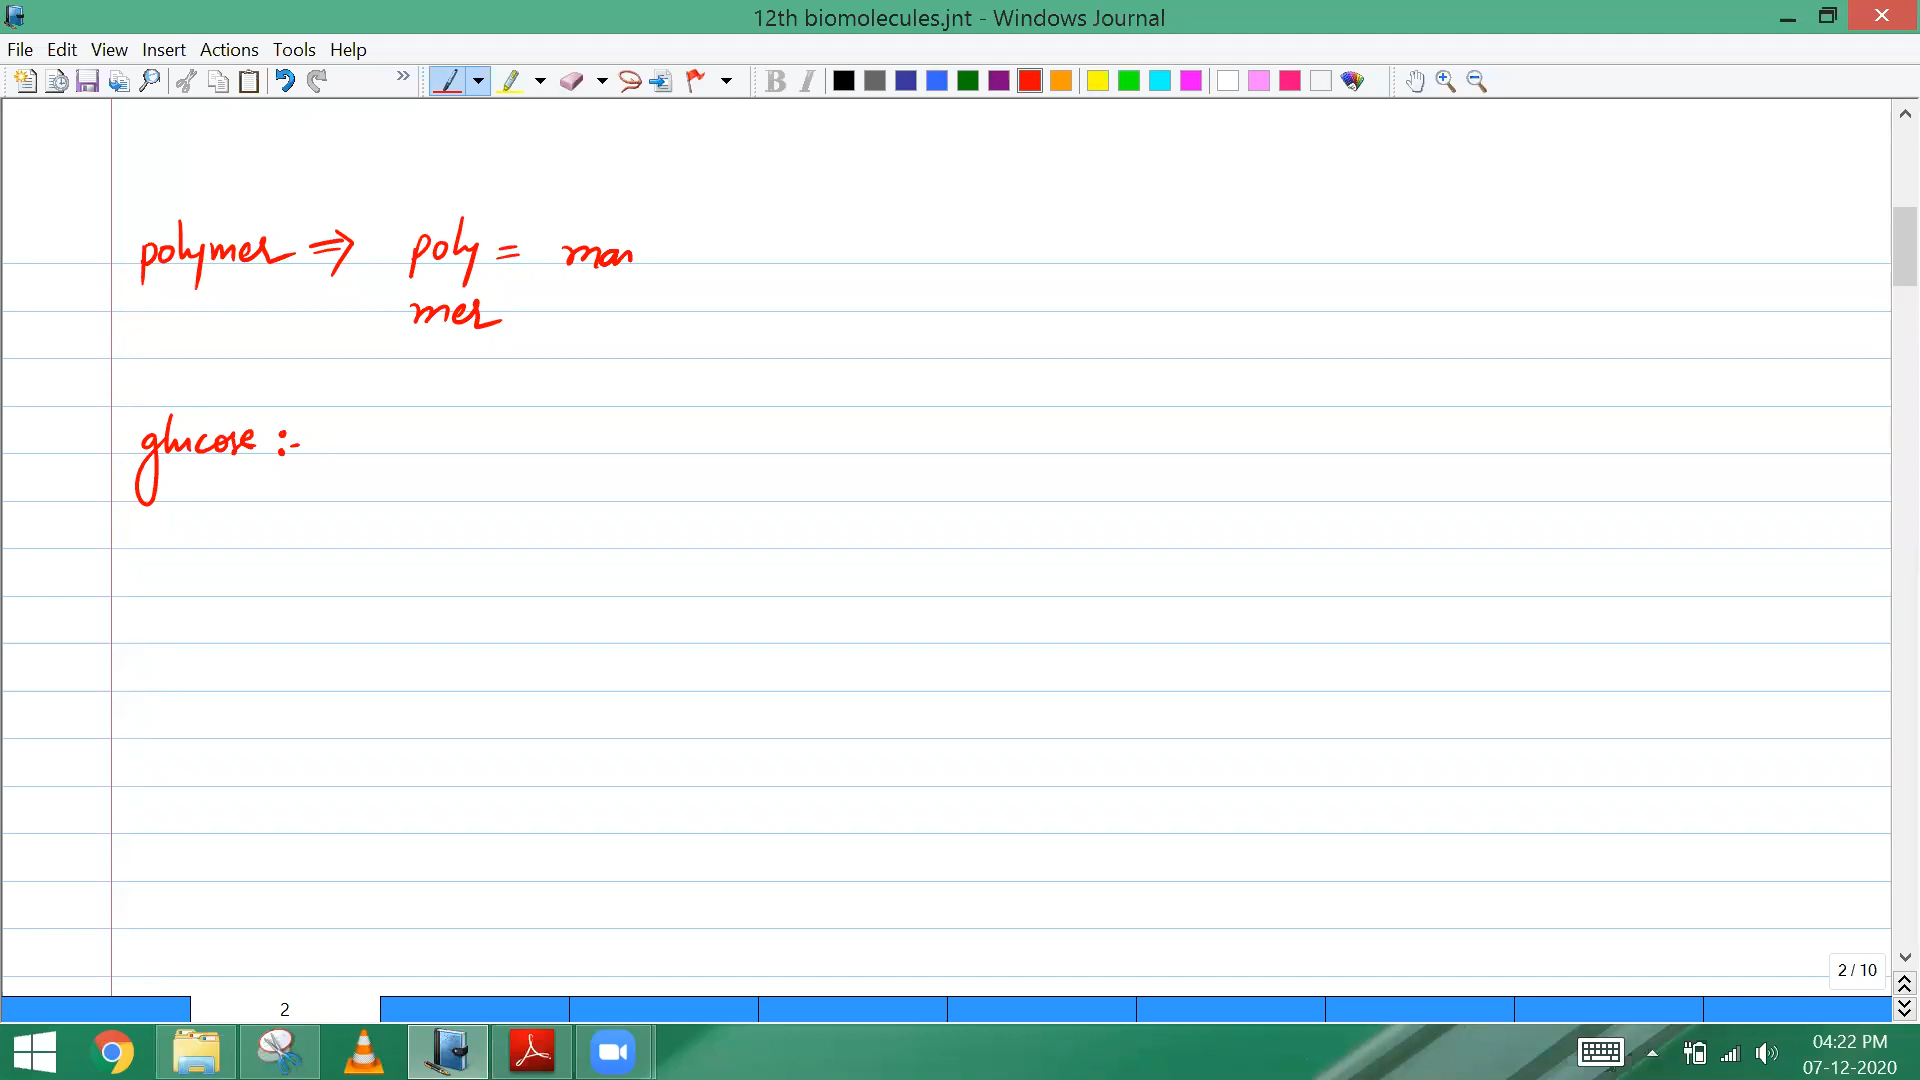 12th biomolecules.jnt - Windows Journal
File Edit View Insert Actions Tools Help
B I
polymer ⇒ poly = man
mer
glucose :-
2 / 10
2
04:22 PM
07-12-2020